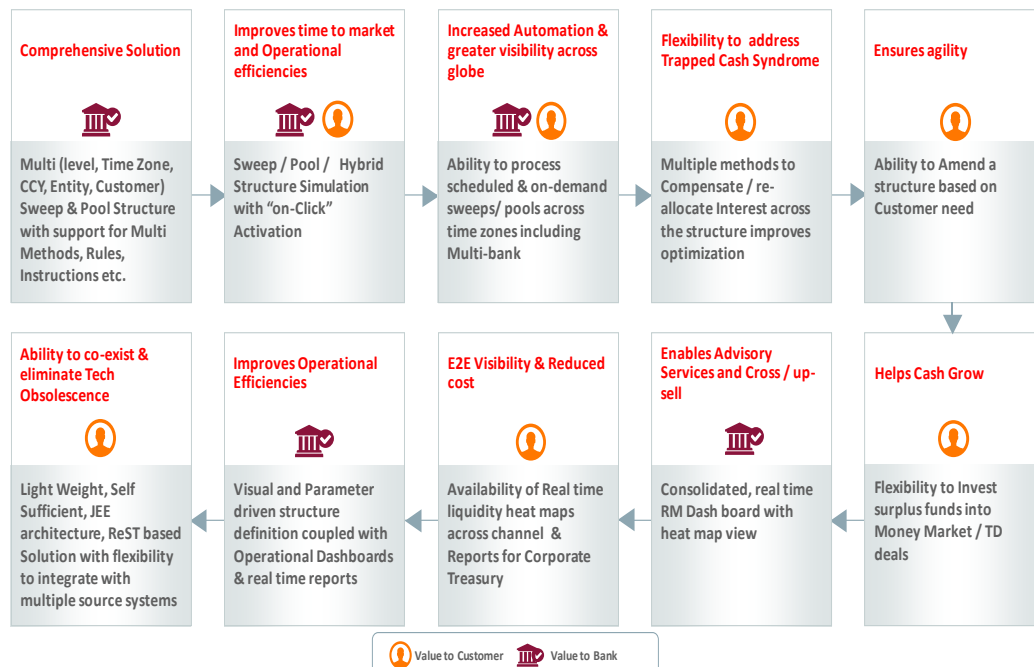 Comprehensive Solution
Multi (level, Time Zone,
CCY, Entity, Customer)
Sweep & Pool Structure
with support for Multi
Methods, Rules,
Instructions etc.
Improves time to market
and Operational
efficiencies
Sweep / Pool / Hybrid
Structure Simulation
with “on-Click”
Activation
Increased Automation &
greater visibility across
globe
Ability to process
scheduled & on-demand
sweeps/ pools across
time zones including
Multi-bank
Flexibility to address
Trapped Cash Syndrome
Multiple methods to
Compensate / re-
allocate Interest across
the structure improves
optimization
Ensures agility
Ability to Amend a
structure based on
Customer need
Helps Cash Grow
Flexibility to Invest
surplus funds into
Money Market / TD
deals
Enables Advisory
Services and Cross / up-
sell
Consolidated, real time
RM Dash board with
heat map view
E2E Visibility & Reduced
cost
Availability of Real time
liquidity heat maps
across channel &
Reports for Corporate
Treasury
Improves Operational
Efficiencies
Visual and Parameter
driven structure
definition coupled with
Operational Dashboards
& real time reports
Ability to co-exist &
eliminate Tech
Obsolescence
Light Weight, Self
Sufficient, JEE
architecture, ReST based
Solution with flexibility
to integrate with
multiple source systems
Value to Customer
Value to Bank